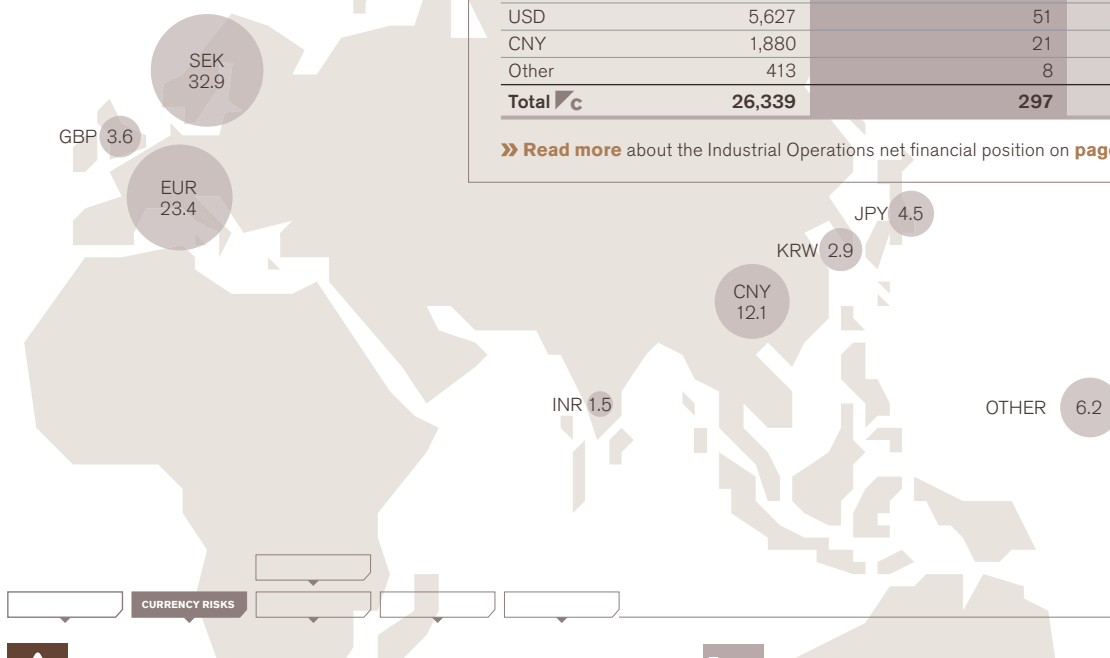 USD 5,627 51
CNY 1,880 21
Other 413 8
Total C 26,339 297
Read more about the Industrial Operations net financial position on page
SEK
32.9
GBP 3.6
EUR
23.4
JPY 4.5
KRW 2.9
CNY
12.1
INR 1.5
OTHER 6.2
CURRENCY RISKS